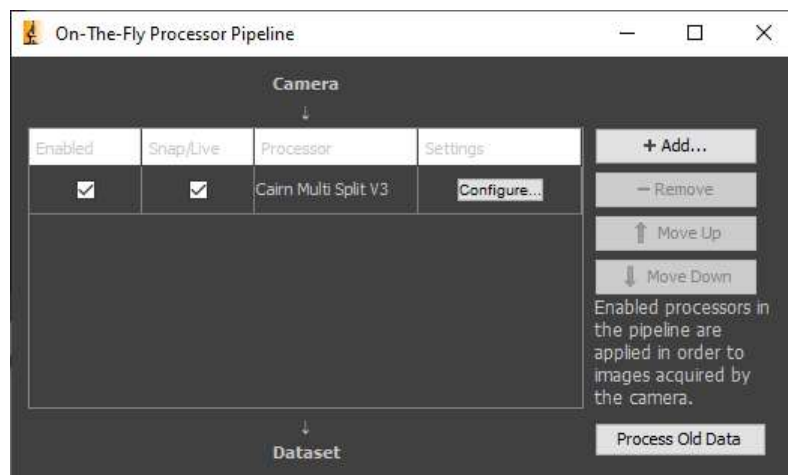 On-The-Fly Processor Pipeline
Camera
↓
Enabled Snap/Live Processor Settings
Cairn Multi Split V3 Configure...
+ Add...
− Remove
Move Up
Move Down
Enabled processors in
the pipeline are
applied in order to
images acquired by
the camera.
↓
Dataset
Process Old Data